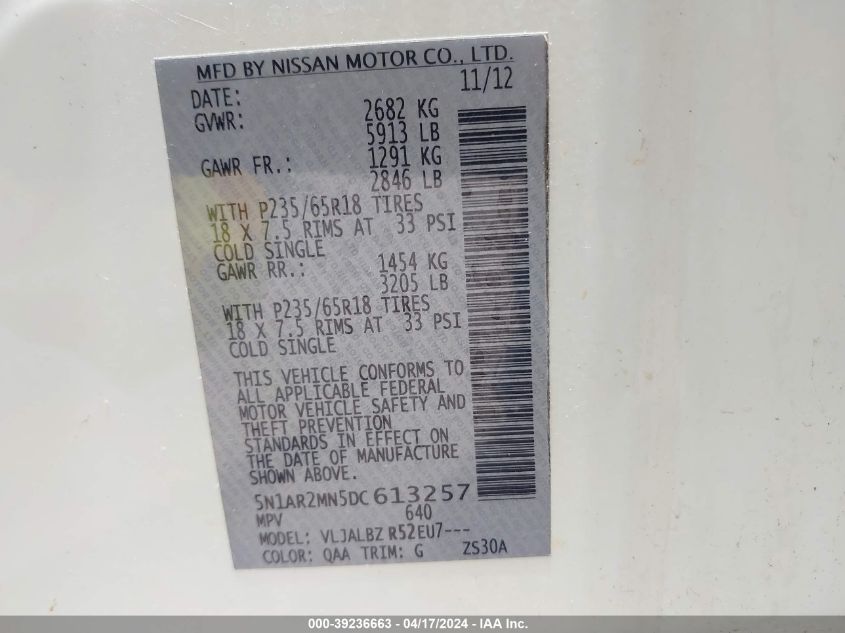 MFD BY NISSAN MOTOR CO., LTD.
DATE: 11/12
GVWR: 2682 KG
5913 LB
GAWR FR.: 1291 KG
2846 LB
WITH P235/65R18 TIRES
18 X 7.5 RIMS AT 33 PSI
COLD SINGLE
GAWR RR.: 1454 KG
3205 LB
WITH P235/65R18 TIRES
18 X 7.5 RIMS AT 33 PSI
COLD SINGLE
THIS VEHICLE CONFORMS TO
ALL APPLICABLE FEDERAL
MOTOR VEHICLE SAFETY AND
THEFT PREVENTION
STANDARDS IN EFFECT ON
THE DATE OF MANUFACTURE
SHOWN ABOVE.
5N1AR2MN5DC613257
MPV 640
MODEL: VLJALBZ R52EU7---
COLOR: QAA TRIM: G ZS30A
000-39236663 - 04/17/2024 - IAA Inc.